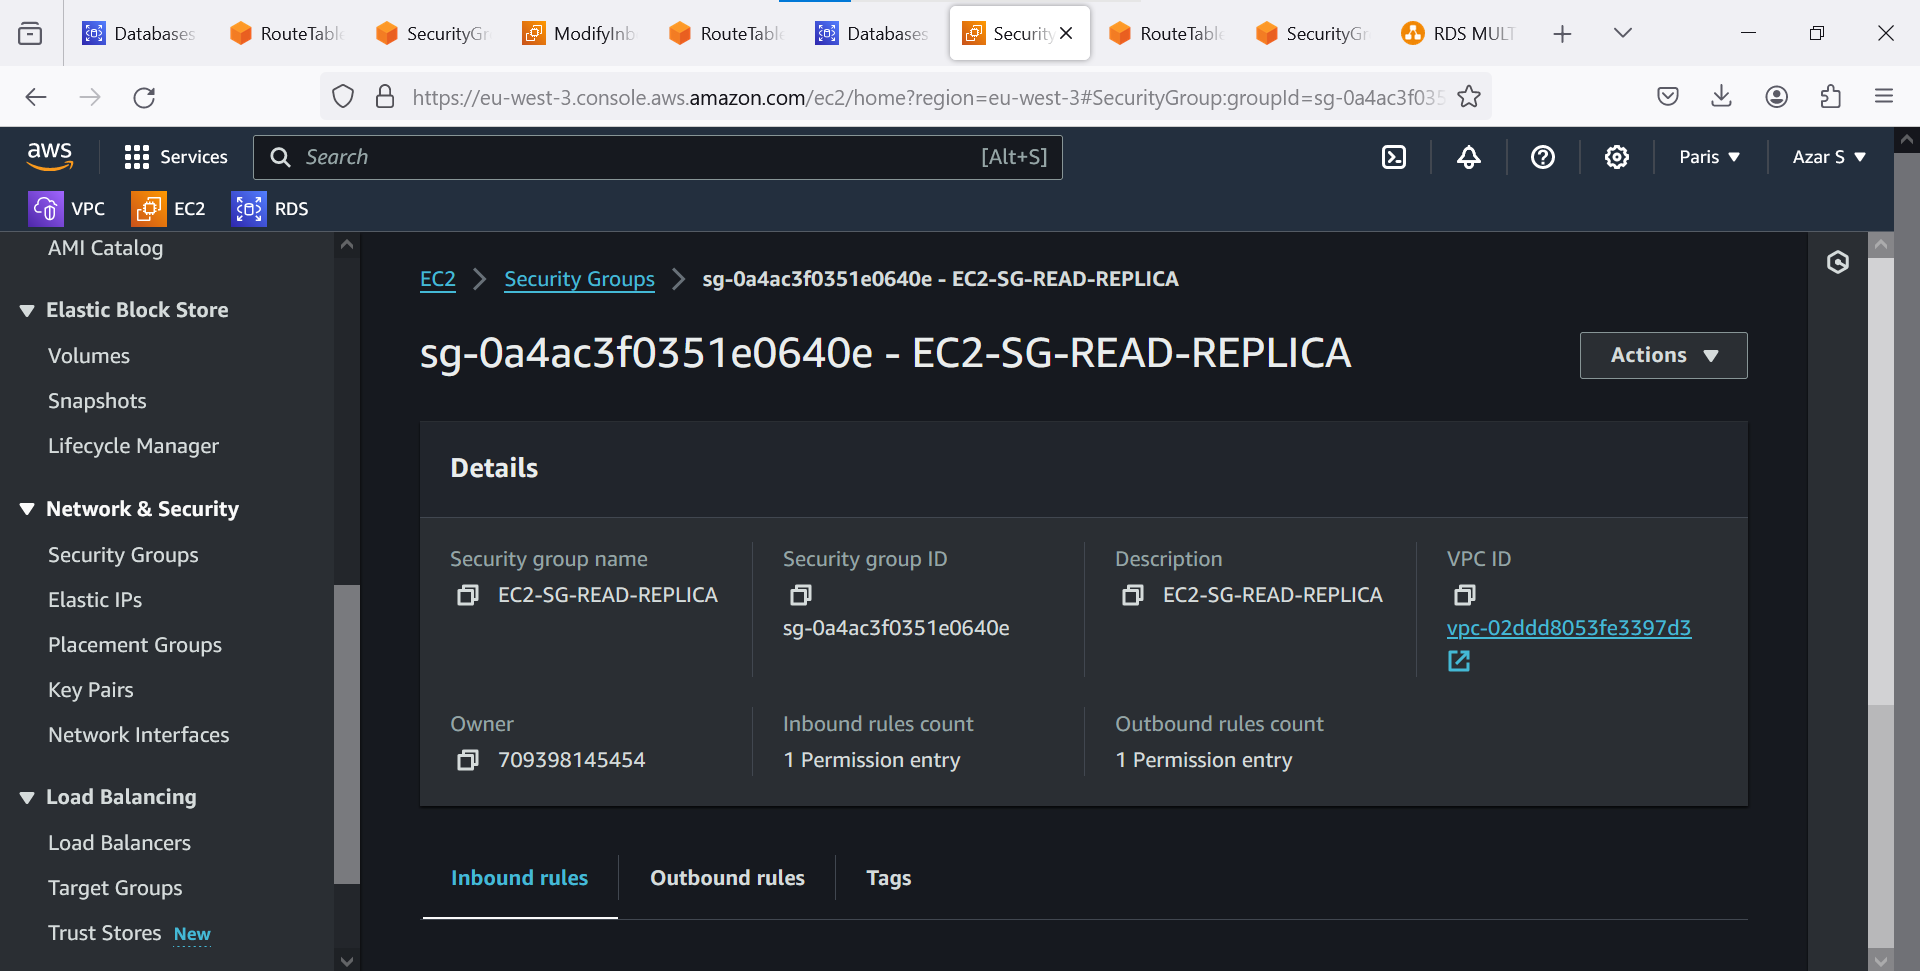 Databases
RouteTable
SecurityGr
ModifyInb
RouteTable
Databases
Security
RouteTable
SecurityGr
RDS MULT
https://eu-west-3.console.aws.amazon.com/ec2/home?region=eu-west-3#SecurityGroup:groupId=sg-0a4ac3f035
aws
Services
Search
[Alt+S]
Paris
Azar S
VPC
EC2
RDS
AMI Catalog
Elastic Block Store
Volumes
Snapshots
Lifecycle Manager
Network & Security
Security Groups
Elastic IPs
Placement Groups
Key Pairs
Network Interfaces
Load Balancing
Load Balancers
Target Groups
Trust Stores New
EC2 > Security Groups > sg-0a4ac3f0351e0640e - EC2-SG-READ-REPLICA
sg-0a4ac3f0351e0640e - EC2-SG-READ-REPLICA
Actions
Details
Security group name
EC2-SG-READ-REPLICA
Security group ID
sg-0a4ac3f0351e0640e
Description
EC2-SG-READ-REPLICA
VPC ID
vpc-02ddd8053fe3397d3
Owner
709398145454
Inbound rules count
1 Permission entry
Outbound rules count
1 Permission entry
Inbound rules
Outbound rules
Tags